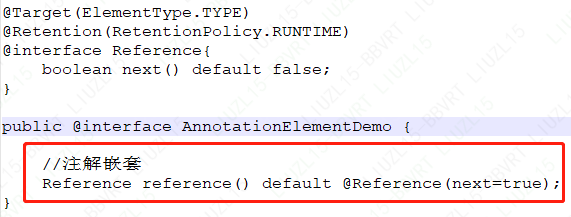 @Target(ElementType.TYPE)
@Retention(RetentionPolicy.RUNTIME)
@interface Reference{
    boolean next() default false;
}

public @interface AnnotationElementDemo {

    //注解嵌套
    Reference reference() default @Reference(next=true);
}